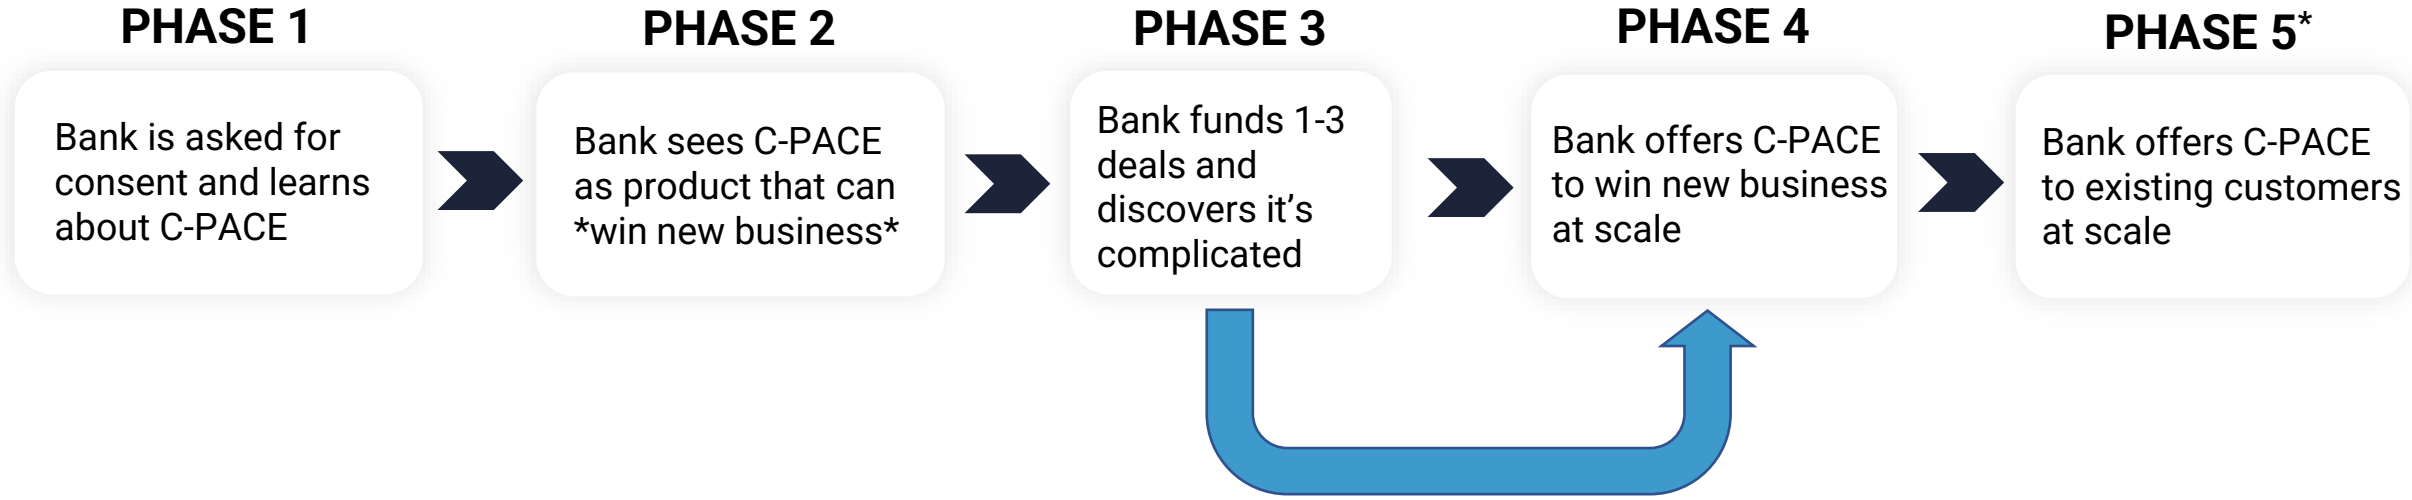 PHASE 1
Bank is asked for
consent and learns
about C-PACE
PHASE 2
Bank sees C-PACE
as product that can
*win new business*
PHASE 3
Bank funds 1-3
deals and
discovers it’s
complicated
PHASE 4
Bank offers C-PACE
to win new business
at scale
PHASE 5*
Bank offers C-PACE
to existing customers
at scale